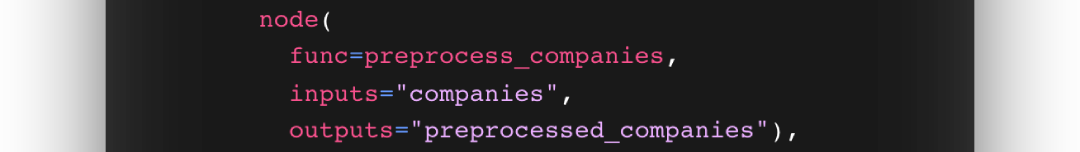 node(
func=preprocess_companies,
inputs="companies",
outputs="preprocessed_companies"),